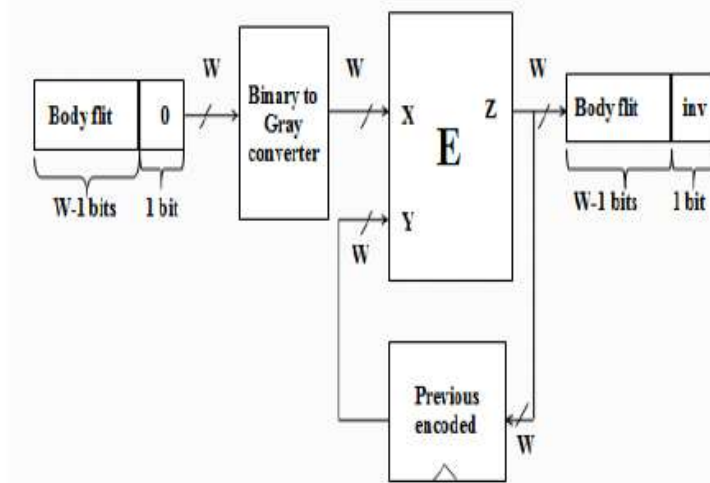 W
W
W
Body flit
0
Binary to
Gray
converter
X
Z
E
Y
Body flit
inv
W-1 bits
1 bit
W
W-1 bits
1 bit
Previous
encoded
W